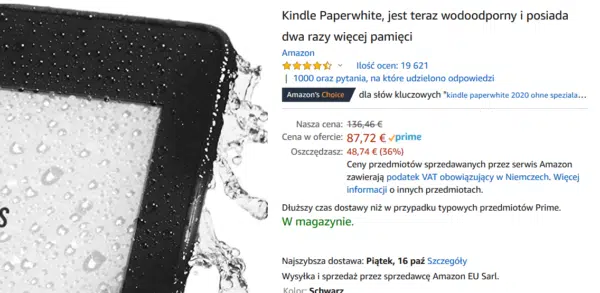 Kindle Paperwhite, jest teraz wodoodporny i posiada
dwa razy więcej pamięci
Amazon
Ilość ocen: 19 621
| 1000 oraz pytania, na które udzielono odpowiedzi
Amazon's Choice dla słów kluczowych "kindle paperwhite 2020 ohne speziala…
Nasza cena: 136,46 €
Cena w ofercie: 87,72 € prime
Oszczędzasz: 48,74 € (36%)
Ceny przedmiotów sprzedawanych przez serwis Amazon
zawierają podatek VAT obowiązujący w Niemczech. Więcej
informacji o innych przedmiotach.
Dłuższy czas dostawy niż w przypadku typowych przedmiotów Prime.
W magazynie.
Najszybsza dostawa: Piątek, 16 paź Szczegóły
Wysyłka i sprzedaż przez sprzedawcę Amazon EU Sarl.
Kolor: Schwarz
S